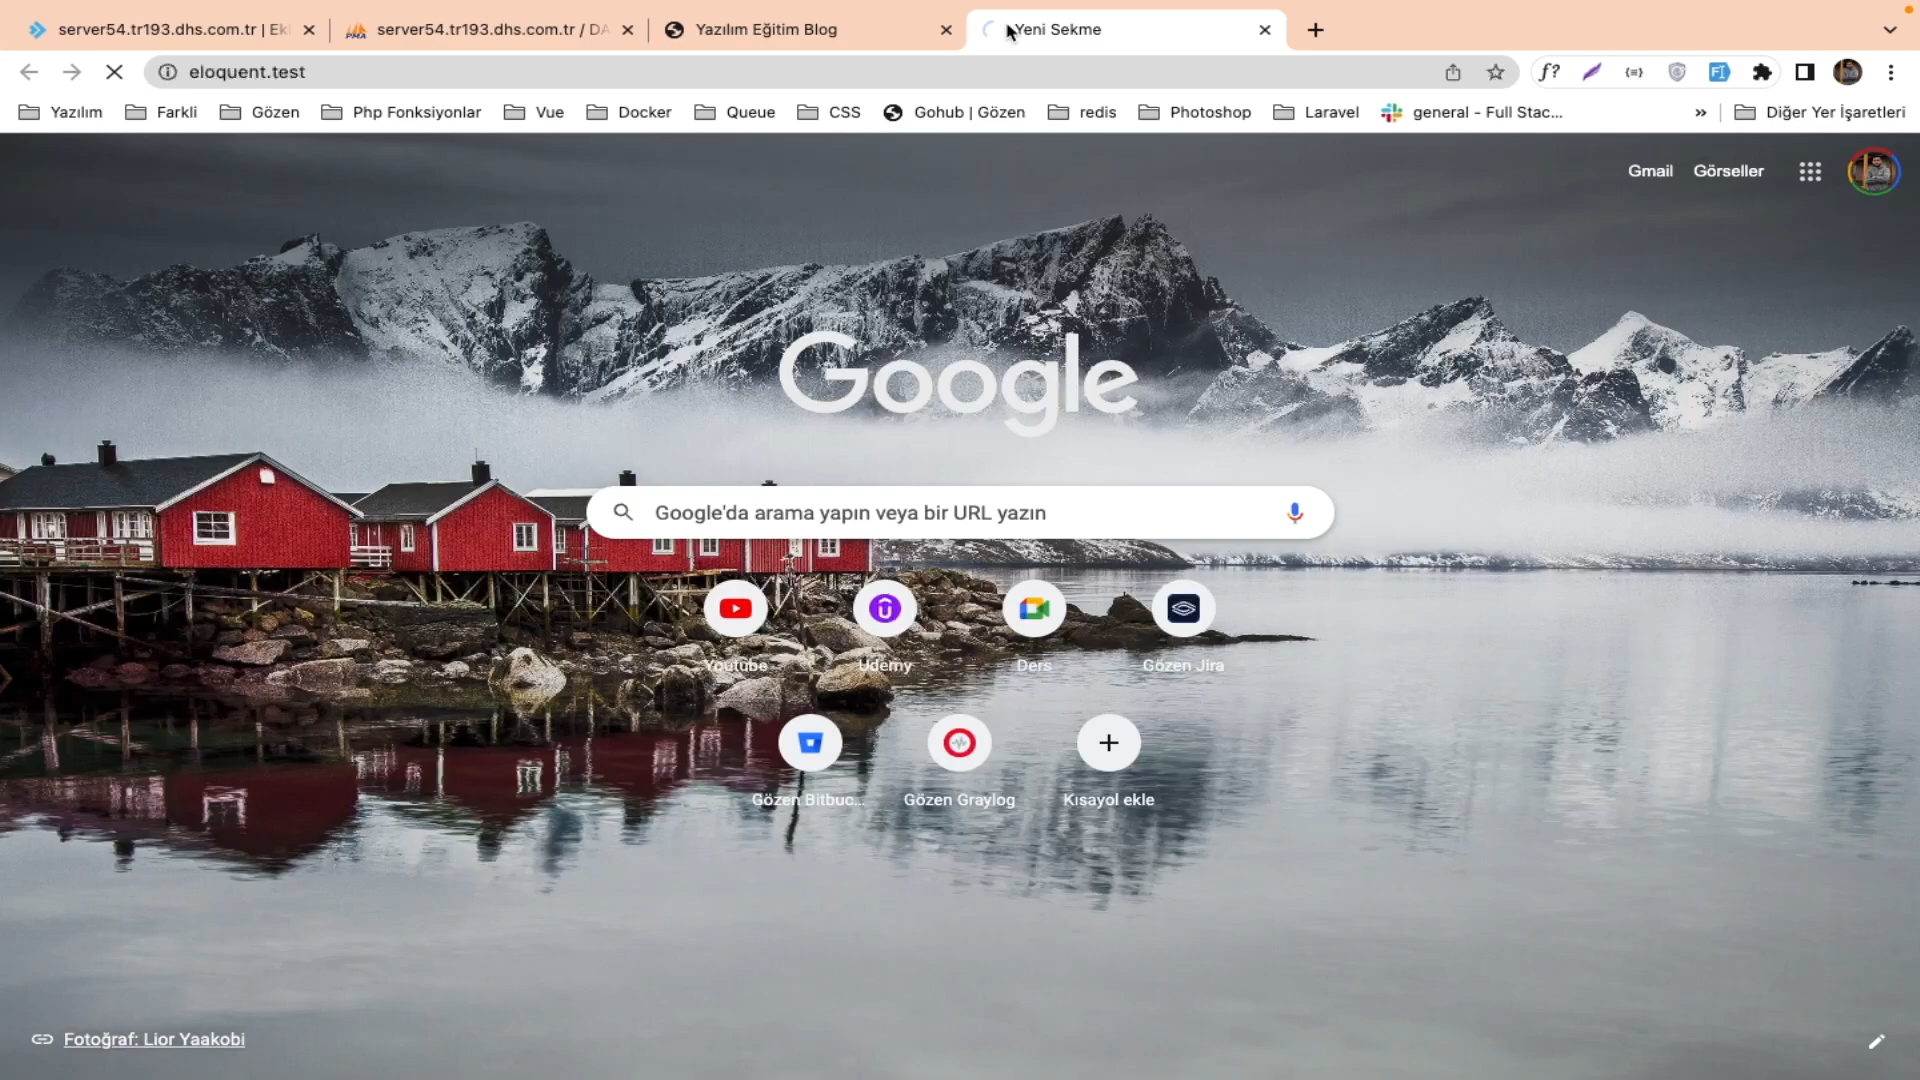 server54.tr193.dhs.com.tr | Ekl
server54.tr193.dhs.com.tr / DA
Yazılım Eğitim Blog
Yeni Sekme
eloquent.test
f?
{=}
Yazılım
Farkli
Gözen
Php Fonksiyonlar
Vue
Docker
Queue
CSS
Gohub | Gözen
redis
Photoshop
Laravel
general - Full Stac...
»
Diğer Yer İşaretleri
Gmail
Görseller
Google
Google'da arama yapın veya bir URL yazın
Youtube
Udemy
Ders
Gözen Jira
Gözen Bitbuc...
Gözen Graylog
Kısayol ekle
Fotoğraf: Lior Yaakobi